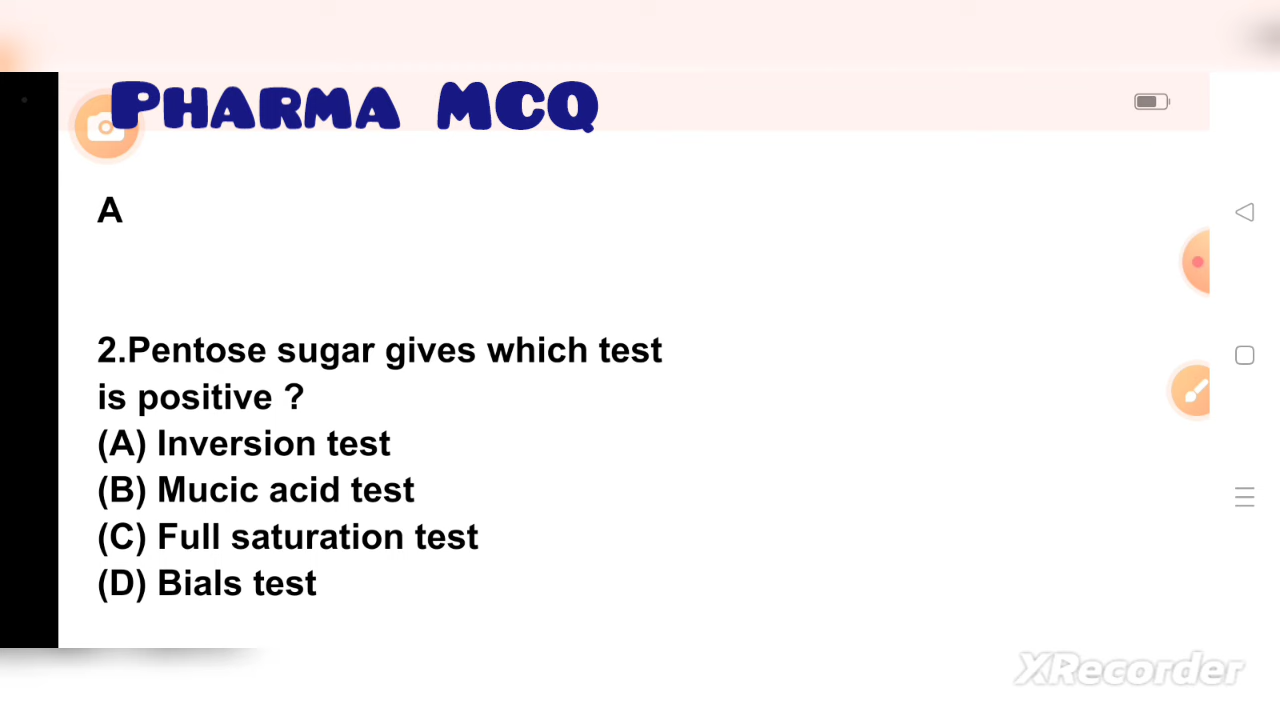 PHARMA MCQ
A
2.Pentose sugar gives which test
is positive ?
(A) Inversion test
(B) Mucic acid test
(C) Full saturation test
(D) Bials test
XRecorder